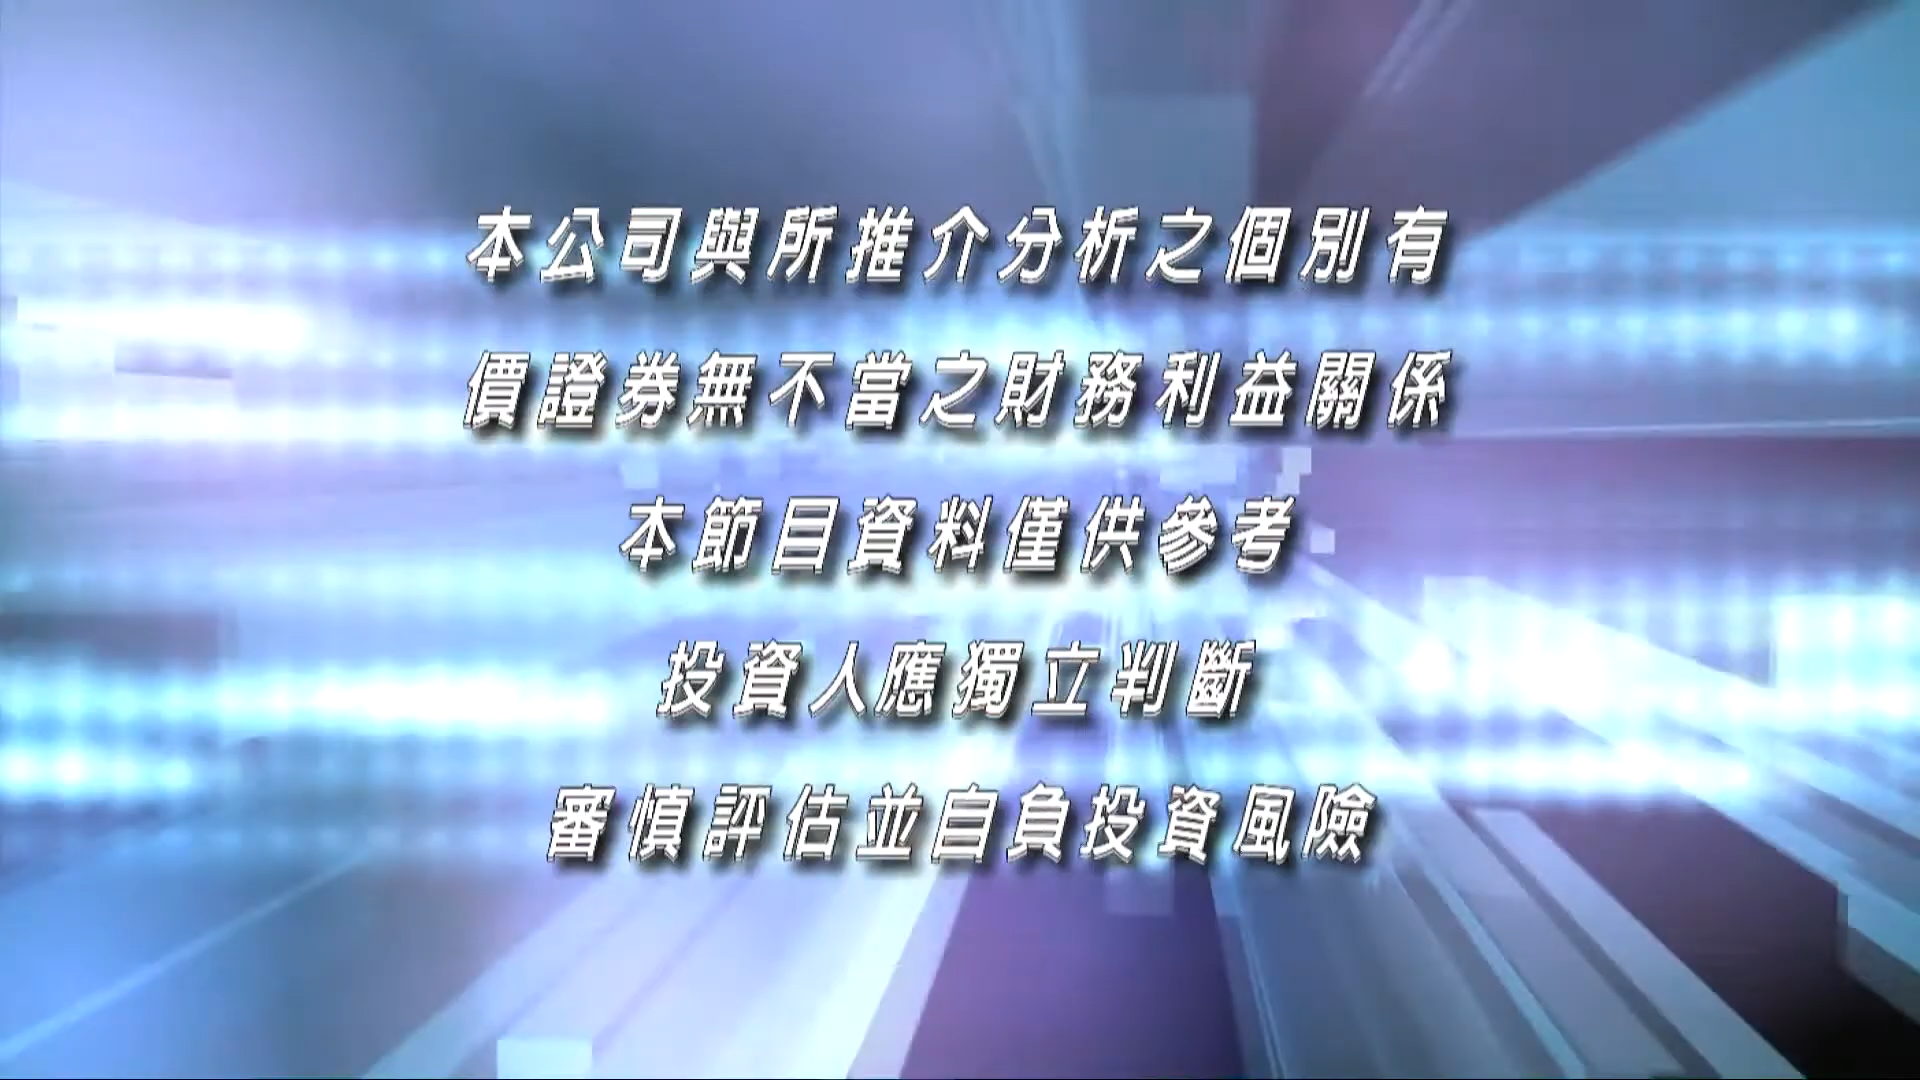 本公司與所推介分析之個別有
價證券無不當之財務利益關係
本節目資料僅供參考
投資人應獨立判斷
審慎評估並自負投資風險